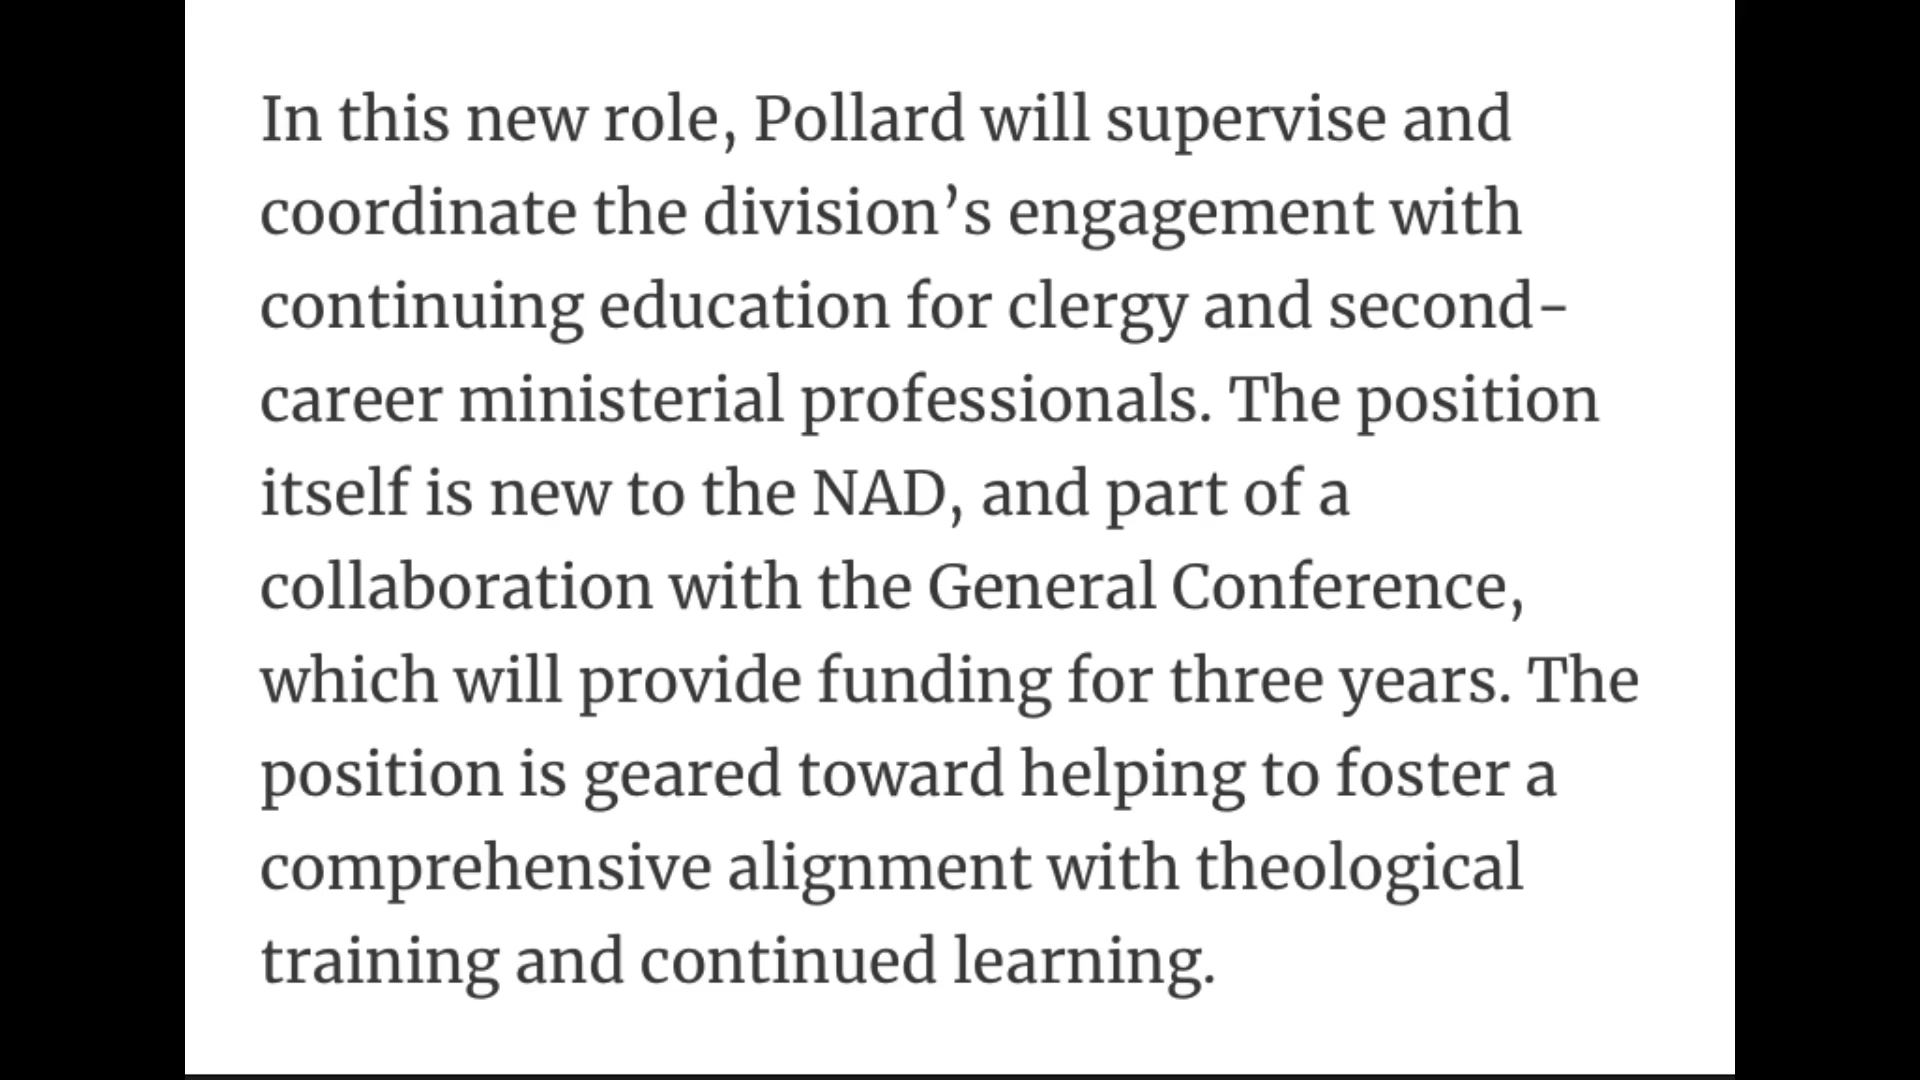 In this new role, Pollard will supervise and
coordinate the division’s engagement with
continuing education for clergy and second-
career ministerial professionals. The position
itself is new to the NAD, and part of a
collaboration with the General Conference,
which will provide funding for three years. The
position is geared toward helping to foster a
comprehensive alignment with theological
training and continued learning.